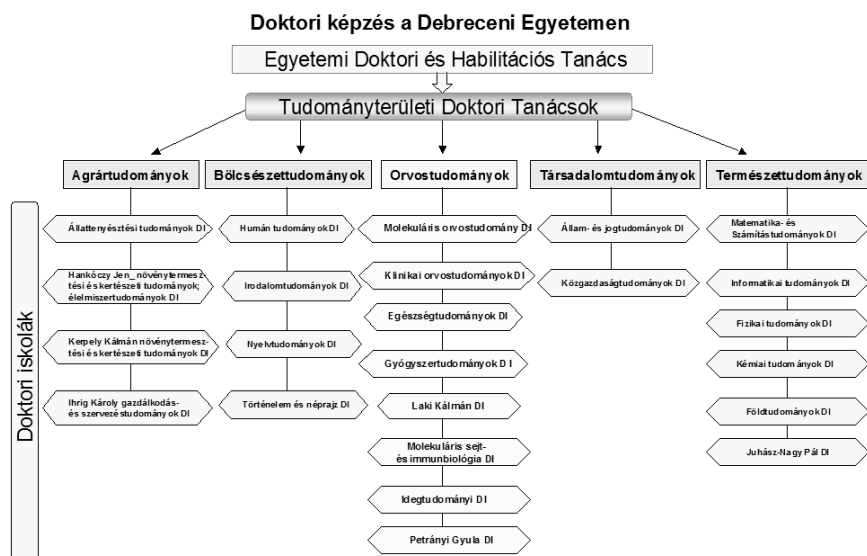 Doktori képzés a Debreceni Egyetemen
Egyetemi Doktori és Habilitációs Tanács
Tudományterületi Doktori Tanácsok
Agrártudományok
Bölcsészettudományok
Orvostudományok
Társadalomtudományok
Természettudományok
Doktori iskolák
Állattenyésztési tudományok DI
Hankóczy Jen_ növénytermesz-
tési és kertészeti tudományok;
élelmiszertudományok DI
Kerpely Kálmán növénytermesz-
tési és kertészeti tudományok DI
Ihrig Károly gazdálkodás-
és szervezéstudományok DI
Humán tudományok DI
Irodalomtudományok DI
Nyelvtudományok DI
Történelem és néprajz DI
Molekuláris orvostudomány DI
Klinikai orvostudományok DI
Egészségtudományok DI
Gyógyszertudományok D I
Laki Kálmán DI
Molekuláris sejt-
és immunbiológia DI
Idegtudományi DI
Petrányi Gyula DI
Állam- és jogtudományok DI
Közgazdaságtudományok DI
Matematika- és
Számítástudományok DI
Informatikai tudományok DI
Fizikai tudományok DI
Kémiai tudományok DI
Földtudományok DI
Juhász-Nagy Pál DI